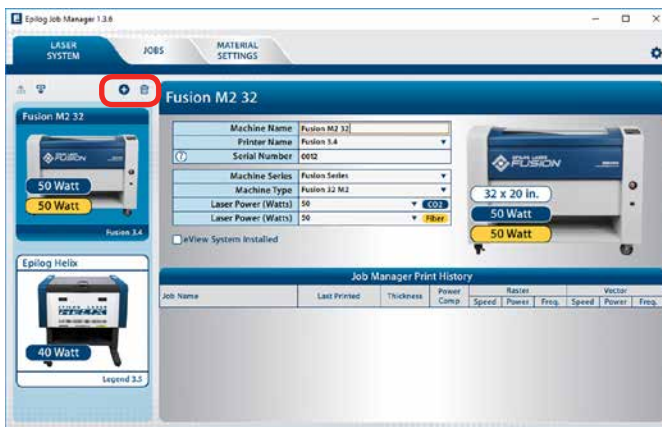 Epilog Job Manager 1.3.6
LASER SYSTEM
JOBS
MATERIAL SETTINGS
Fusion M2 32
FUSION
50 Watt
50 Watt
Fusion 3.4
Epilog Helix
40 Watt
Legend 3.5
Fusion M2 32
Machine Name Fusion M2 32
Printer Name Fusion 3.4
Serial Number 0012
Machine Series Fusion Series
Machine Type Fusion 32 M2
Laser Power (Watts) 50 CO2
Laser Power (Watts) 50 Fiber
eView System Installed
EPILOG LASER
FUSION
32 x 20 in.
50 Watt
50 Watt
Job Manager Print History
Job Name Last Printed Thickness Power Comp Raster Vector
Speed Power Freq. Speed Power Freq.